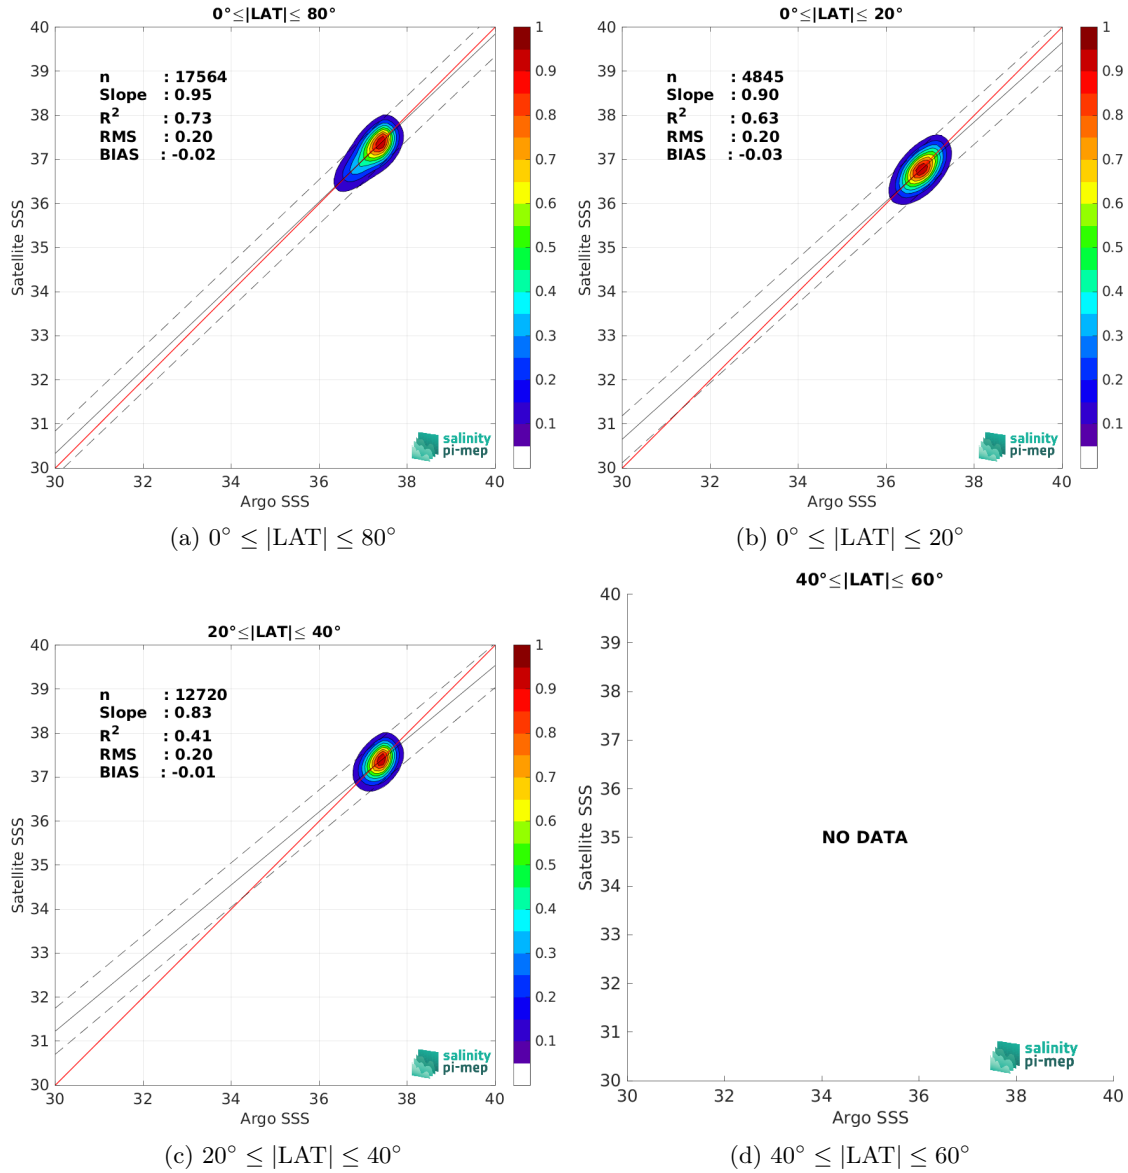 0°≤|LAT|≤ 80°
n : 17564
Slope : 0.95
R² : 0.73
RMS : 0.20
BIAS : -0.02
40
39
38
37
36
35
34
33
32
31
30
Satellite SSS
30 32 34 36 38 40
Argo SSS
1
0.9
0.8
0.7
0.6
0.5
0.4
0.3
0.2
0.1
salinity
pi-mep
(a) 0° ≤ |LAT| ≤ 80°
0°≤|LAT|≤ 20°
n : 4845
Slope : 0.90
R² : 0.63
RMS : 0.20
BIAS : -0.03
40
39
38
37
36
35
34
33
32
31
30
Satellite SSS
30 32 34 36 38 40
Argo SSS
1
0.9
0.8
0.7
0.6
0.5
0.4
0.3
0.2
0.1
salinity
pi-mep
(b) 0° ≤ |LAT| ≤ 20°
20°≤|LAT|≤ 40°
n : 12720
Slope : 0.83
R² : 0.41
RMS : 0.20
BIAS : -0.01
40
39
38
37
36
35
34
33
32
31
30
Satellite SSS
30 32 34 36 38 40
Argo SSS
1
0.9
0.8
0.7
0.6
0.5
0.4
0.3
0.2
0.1
salinity
pi-mep
(c) 20° ≤ |LAT| ≤ 40°
40°≤|LAT|≤ 60°
40
39
38
37
36
35
34
33
32
31
30
Satellite SSS
NO DATA
30 32 34 36 38 40
Argo SSS
salinity
pi-mep
(d) 40° ≤ |LAT| ≤ 60°